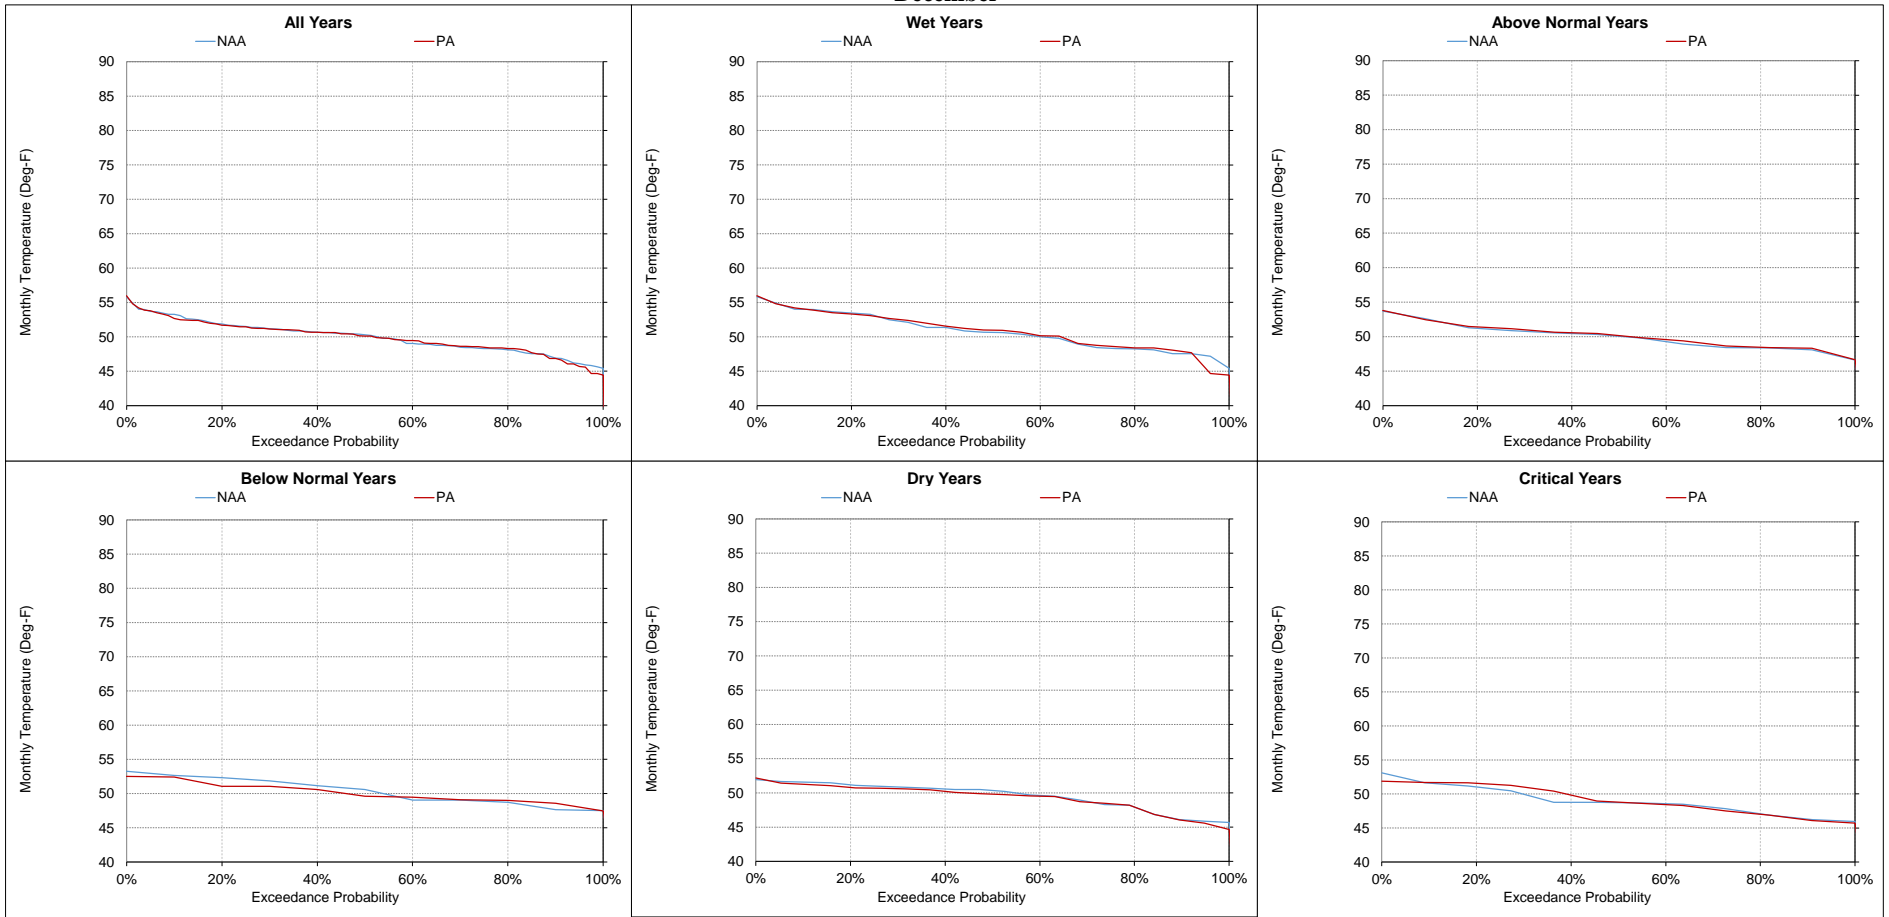 December
All Years
NAA PA
90
85
80
75
70
65
60
55
50
45
40
0% 20% 40% 60% 80% 100%
Monthly Temperature (Deg-F)
Exceedance Probability
Wet Years
NAA PA
90
85
80
75
70
65
60
55
50
45
40
0% 20% 40% 60% 80% 100%
Monthly Temperature (Deg-F)
Exceedance Probability
Above Normal Years
NAA PA
90
85
80
75
70
65
60
55
50
45
40
0% 20% 40% 60% 80% 100%
Monthly Temperature (Deg-F)
Exceedance Probability
Below Normal Years
NAA PA
90
85
80
75
70
65
60
55
50
45
40
0% 20% 40% 60% 80% 100%
Monthly Temperature (Deg-F)
Exceedance Probability
Dry Years
NAA PA
90
85
80
75
70
65
60
55
50
45
40
0% 20% 40% 60% 80% 100%
Monthly Temperature (Deg-F)
Exceedance Probability
Critical Years
NAA PA
90
85
80
75
70
65
60
55
50
45
40
0% 20% 40% 60% 80% 100%
Monthly Temperature (Deg-F)
Exceedance Probability